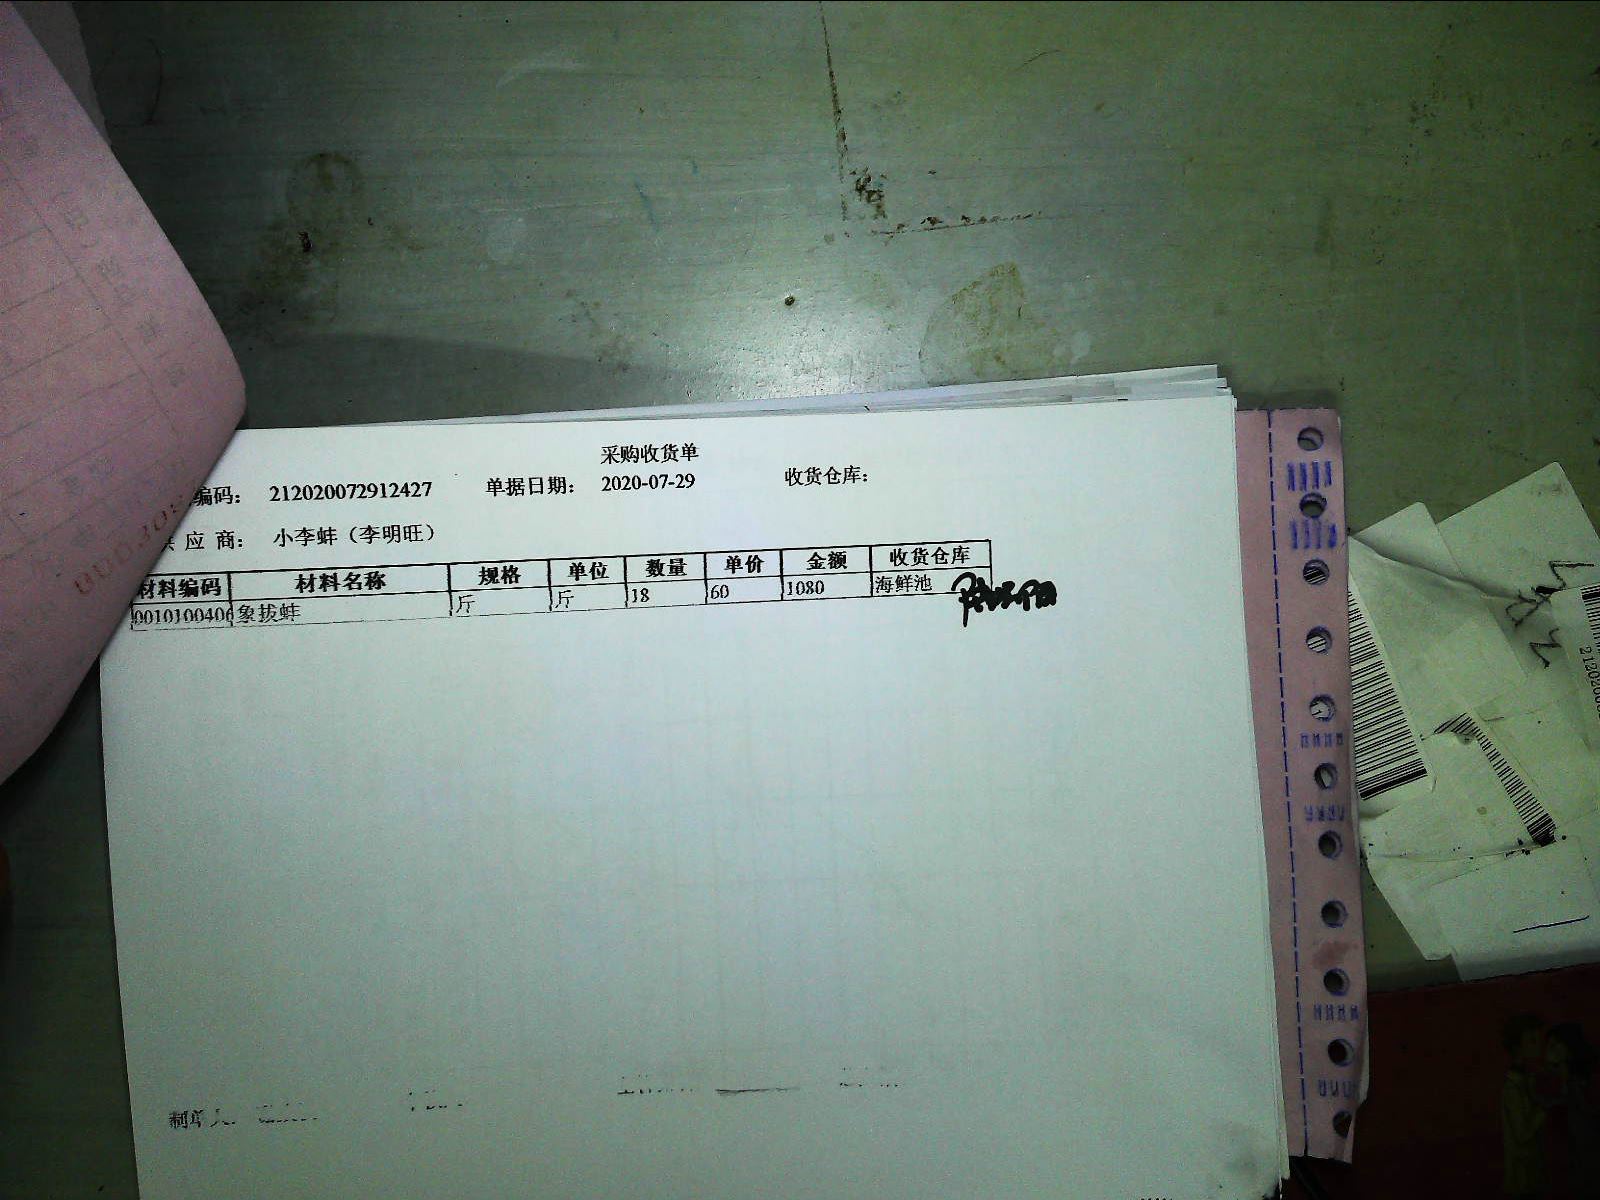 采购收货单
编码： 212020072912427 单据日期： 2020-07-29 收货仓库：
应 商： 小李蚌（李明旺）
材料编码 材料名称 规格 单位 数量 单价 金额 收货仓库
0010100406 象拔蚌 斤 斤 18 60 1080 海鲜池
制单人: